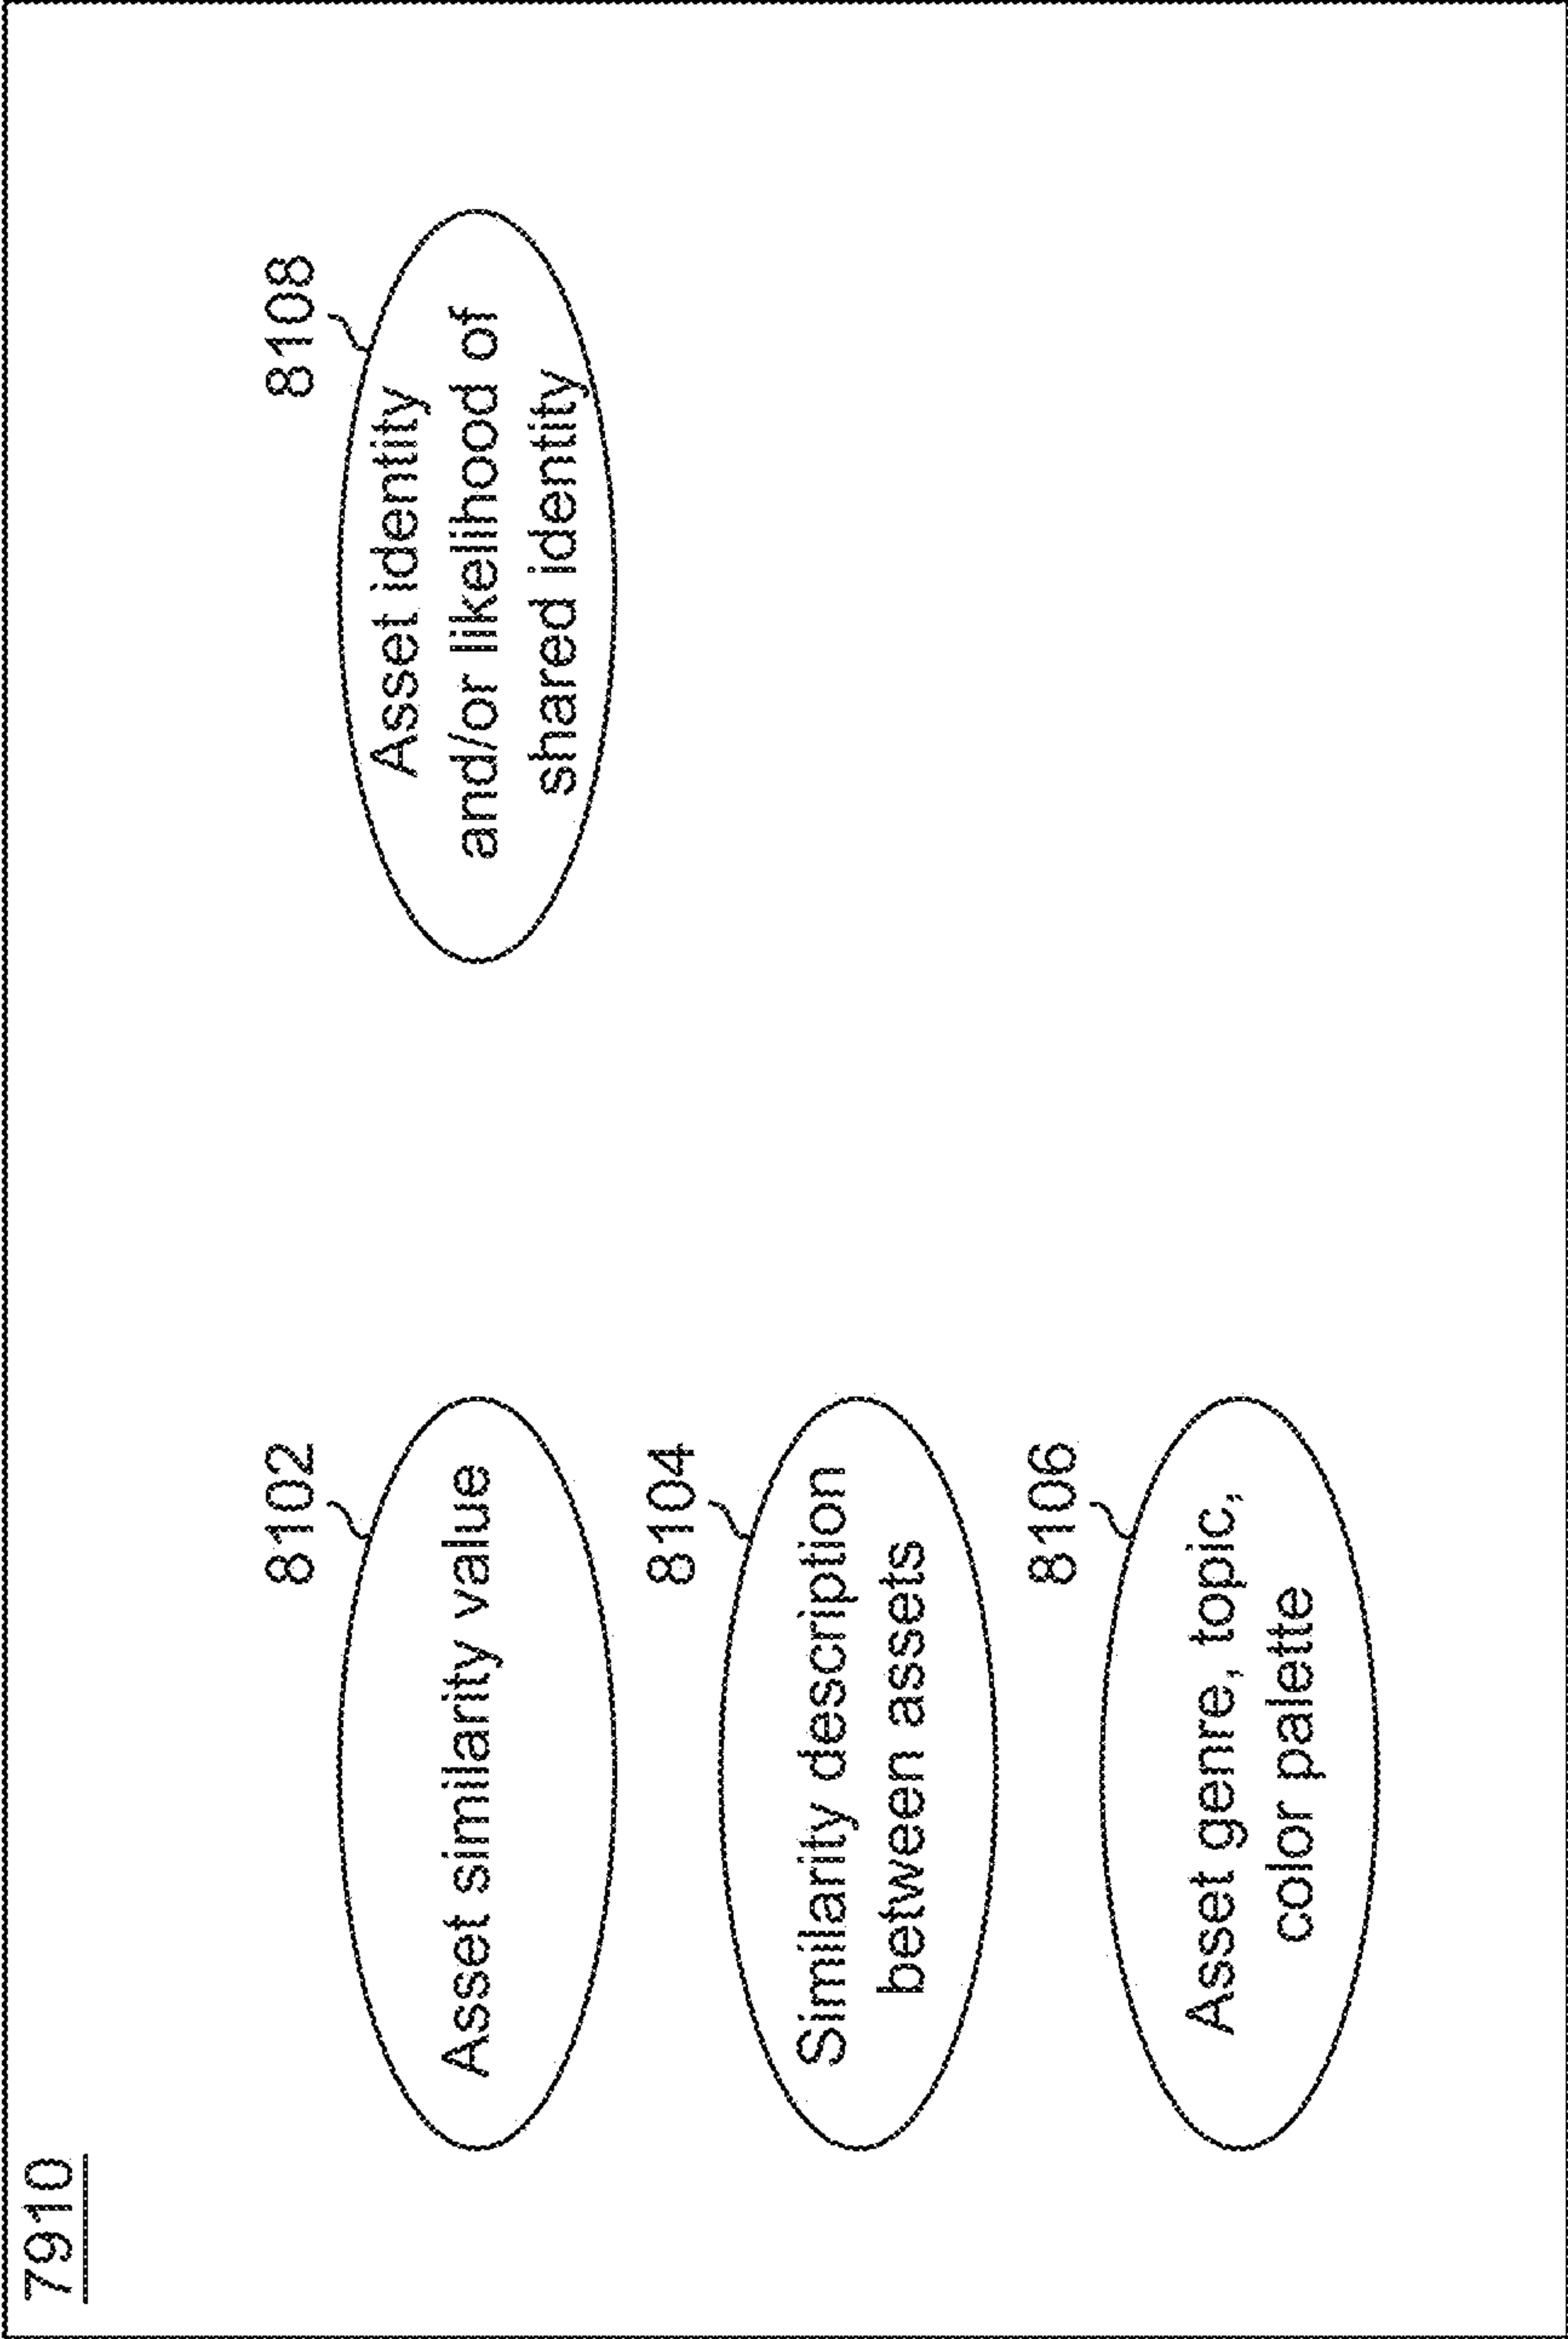 7910
8102
Asset similarity value
8104
Similarity description
between assets
8106
Asset genre, topic,
color palette
8108
Asset identity
and/or likelihood of
shared identity